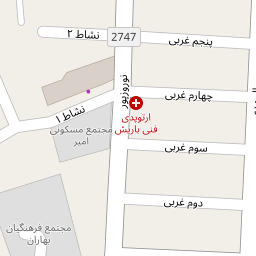 نشاط ۲
2747
پنجم غربی
نوروزپور
چهارم غربی
نشاط ۱
ارتوپدی
فنی باریش
مجتمع مسکونی
امیر
سوم غربی
دوم غربی
مجتمع فرهنگیان
بهاران